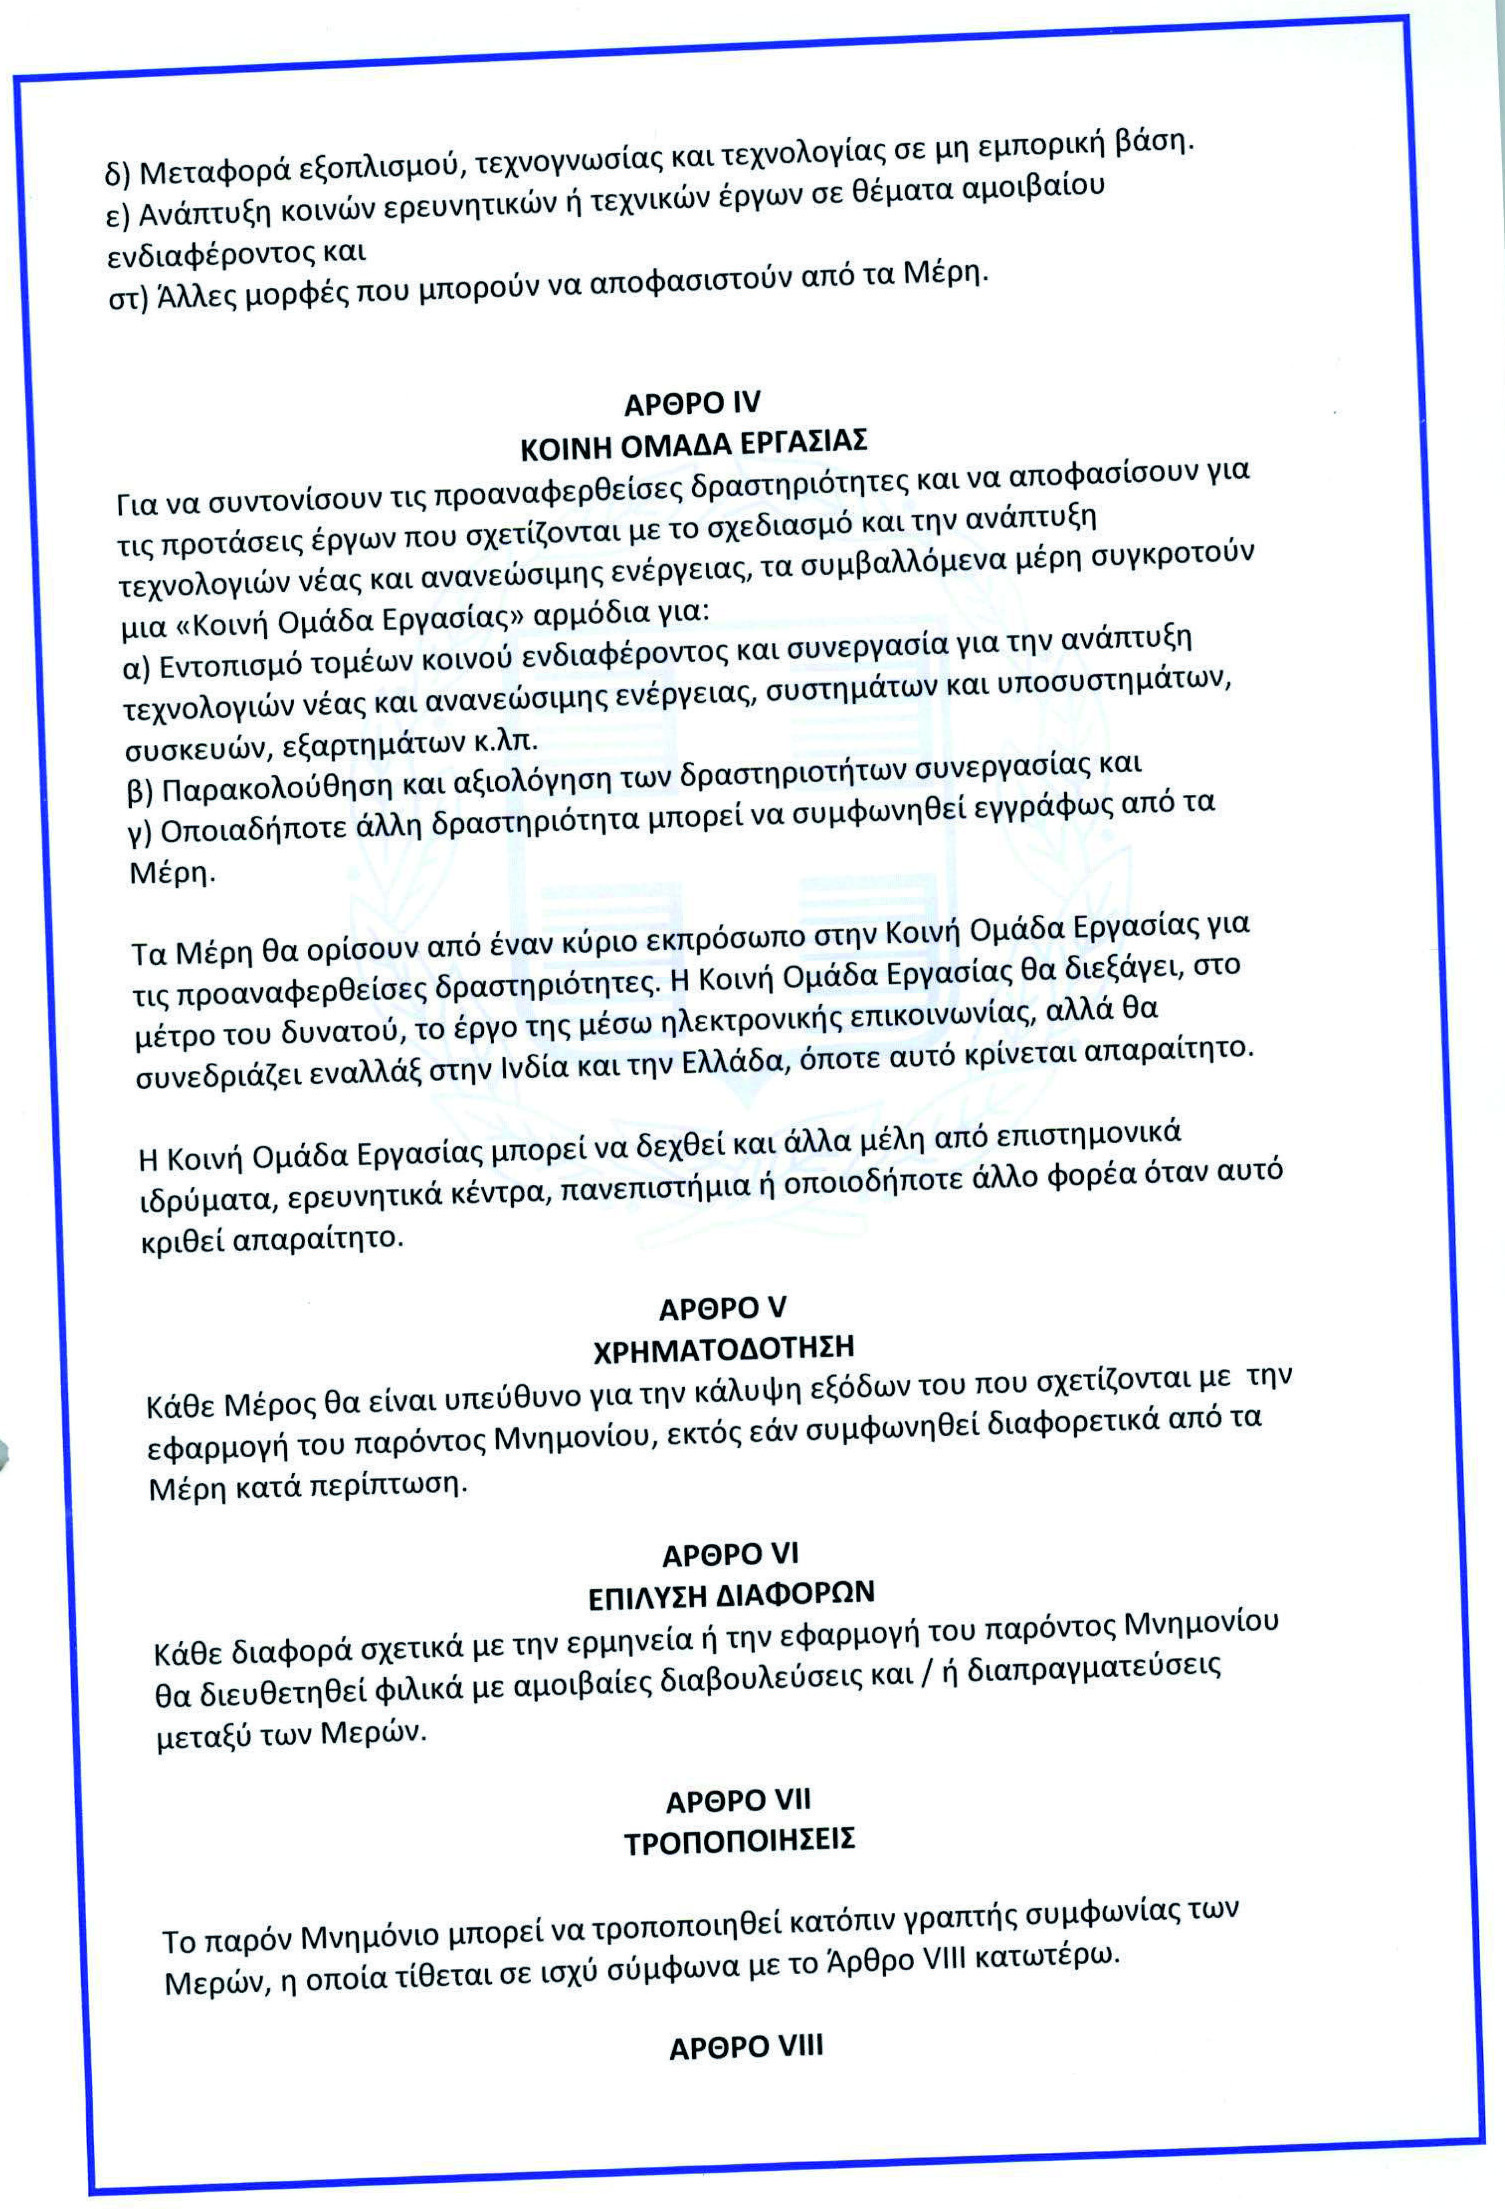 δ) Μεταφορά εξοπλισμού, τεχνογνωσίας και τεχνολογίας σε μη εμπορική βάση.
ε) Ανάπτυξη κοινών ερευνητικών ή τεχνικών έργων σε θέματα αμοιβαίου
ενδιαφέροντος και
στ) Άλλες μορφές που μπορούν να αποφασιστούν από τα Μέρη.
ΑΡΘΡΟ IV
ΚΟΙΝΗ ΟΜΑΔΑ ΕΡΓΑΣΙΑΣ
Για να συντονίσουν τις προαναφερθείσες δραστηριότητες και να αποφασίσουν για
τις προτάσεις έργων που σχετίζονται με το σχεδιασμό και την ανάπτυξη
τεχνολογιών νέας και ανανεώσιμης ενέργειας, τα συμβαλλόμενα μέρη συγκροτούν
μια «Κοινή Ομάδα Εργασίας» αρμόδια για:
α) Εντοπισμό τομέων κοινού ενδιαφέροντος και συνεργασία για την ανάπτυξη
τεχνολογιών νέας και ανανεώσιμης ενέργειας, συστημάτων και υποσυστημάτων,
συσκευών, εξαρτημάτων κ.λπ.
β) Παρακολούθηση και αξιολόγηση των δραστηριοτήτων συνεργασίας και
γ) Οποιαδήποτε άλλη δραστηριότητα μπορεί να συμφωνηθεί εγγράφως από τα
Μέρη.
Τα Μέρη θα ορίσουν από έναν κύριο εκπρόσωπο στην Κοινή Ομάδα Εργασίας για
τις προαναφερθείσες δραστηριότητες. Η Κοινή Ομάδα Εργασίας θα διεξάγει, στο
μέτρο του δυνατού, το έργο της μέσω ηλεκτρονικής επικοινωνίας, αλλά θα
συνεδριάζει εναλλάξ στην Ινδία και την Ελλάδα, όποτε αυτό κρίνεται απαραίτητο.
Η Κοινή Ομάδα Εργασίας μπορεί να δεχθεί και άλλα μέλη από επιστημονικά
ιδρύματα, ερευνητικά κέντρα, πανεπιστήμια ή οποιοδήποτε άλλο φορέα όταν αυτό
κριθεί απαραίτητο.
ΑΡΘΡΟ V
ΧΡΗΜΑΤΟΔΟΤΗΣΗ
Κάθε Μέρος θα είναι υπεύθυνο για την κάλυψη εξόδων του που σχετίζονται με την
εφαρμογή του παρόντος Μνημονίου, εκτός εάν συμφωνηθεί διαφορετικά από τα
Μέρη κατά περίπτωση.
ΑΡΘΡΟ VI
ΕΠΙΛΥΣΗ ΔΙΑΦΟΡΩΝ
Κάθε διαφορά σχετικά με την ερμηνεία ή την εφαρμογή του παρόντος Μνημονίου
θα διευθετηθεί φιλικά με αμοιβαίες διαβουλεύσεις και / ή διαπραγματεύσεις
μεταξύ των Μερών.
ΑΡΘΡΟ VII
ΤΡΟΠΟΠΟΙΗΣΕΙΣ
Το παρόν Μνημόνιο μπορεί να τροποποιηθεί κατόπιν γραπτής συμφωνίας των
Μερών, η οποία τίθεται σε ισχύ σύμφωνα με το Άρθρο VIII κατωτέρω.
ΑΡΘΡΟ VIII